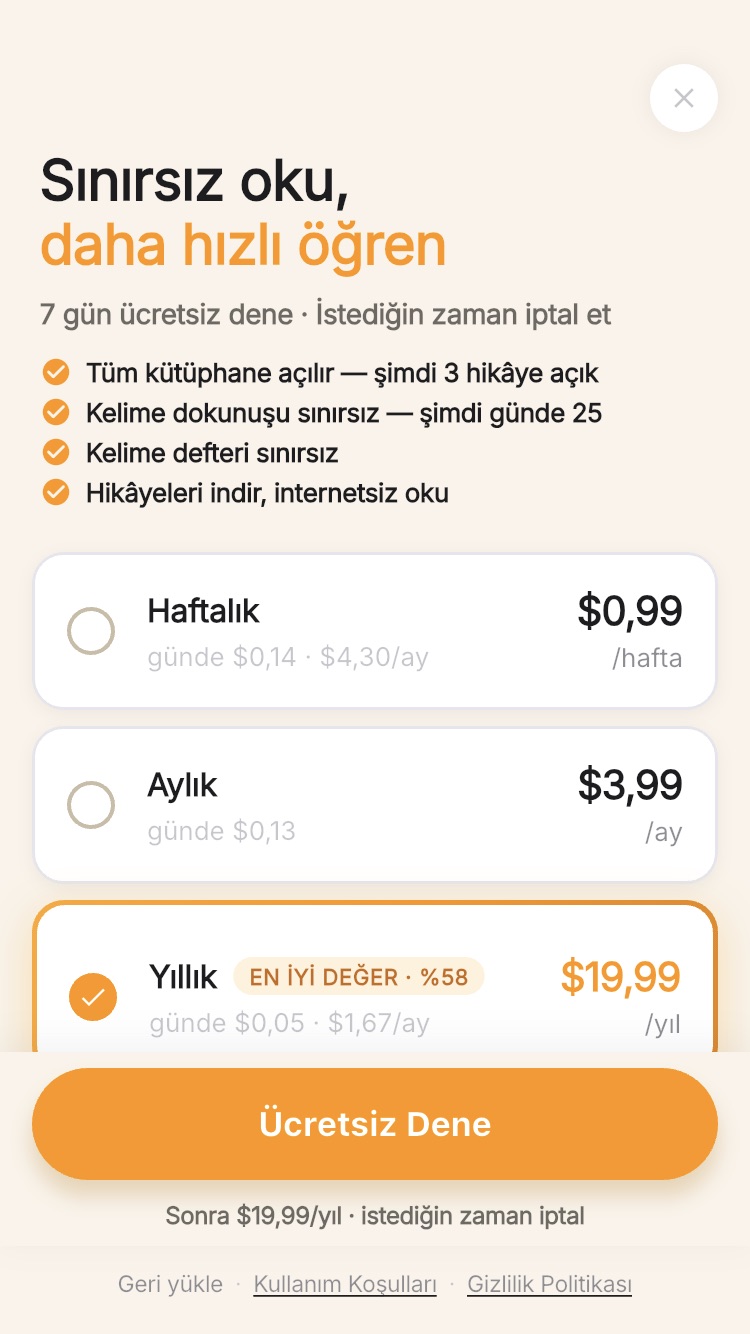 Sınırsız oku,
daha hızlı öğren
7 gün ücretsiz dene · İstediğin zaman iptal et
Tüm kütüphane açılır — şimdi 3 hikâye açık
Kelime dokunuşu sınırsız — şimdi günde 25
Kelime defteri sınırsız
Hikâyeleri indir, internetsiz oku
Haftalık
$0,99
günde $0,14 · $4,30/ay
/hafta
Aylık
$3,99
günde $0,13
/ay
Yıllık
EN İYİ DEĞER · %58
$19,99
günde $0,05 · $1,67/ay
/yıl
Ücretsiz Dene
Sonra $19,99/yıl · istediğin zaman iptal
Geri yükle · Kullanım Koşulları · Gizlilik Politikası